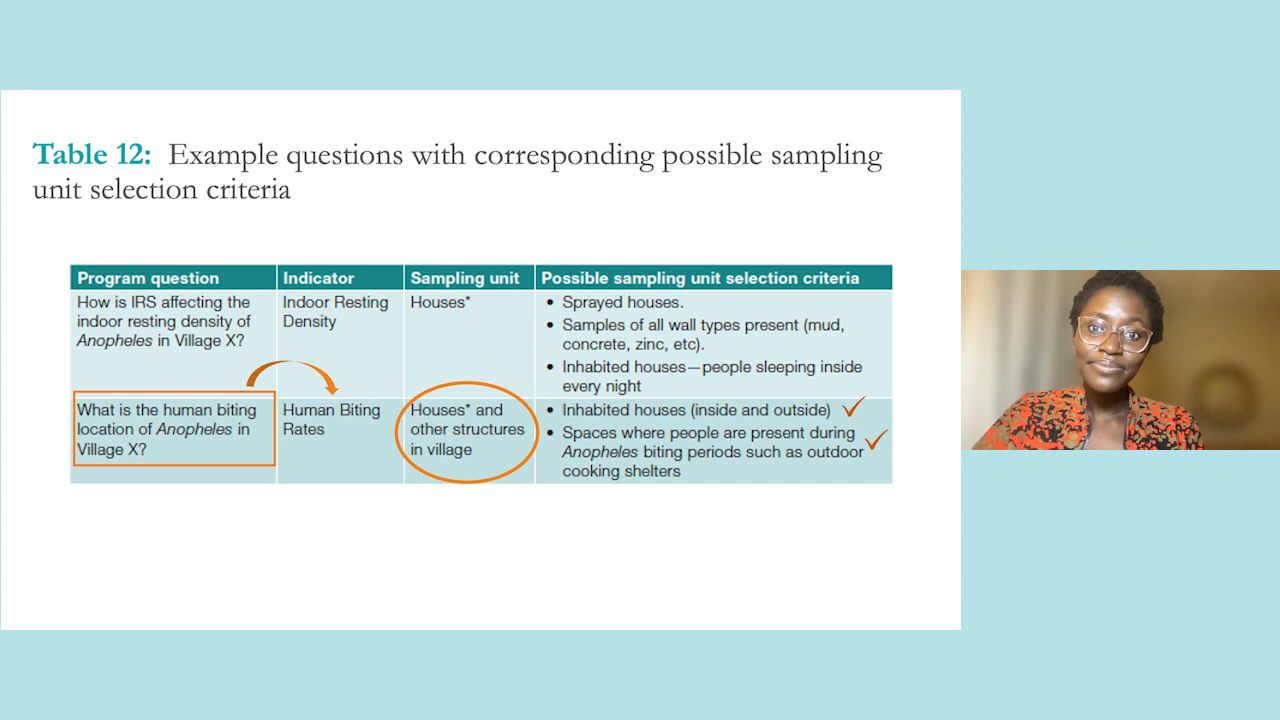 Table 12: Example questions with corresponding possible sampling
unit selection criteria
Program question Indicator Sampling unit Possible sampling unit selection criteria
How is IRS affecting the
indoor resting density of
Anopheles in Village X?
Indoor Resting
Density
Houses*
• Sprayed houses.
• Samples of all wall types present (mud,
concrete, zinc, etc).
• Inhabited houses—people sleeping inside
every night
What is the human biting
location of Anopheles in
Village X?
Human Biting
Rates
Houses* and
other structures
in village
• Inhabited houses (inside and outside)
• Spaces where people are present during
Anopheles biting periods such as outdoor
cooking shelters